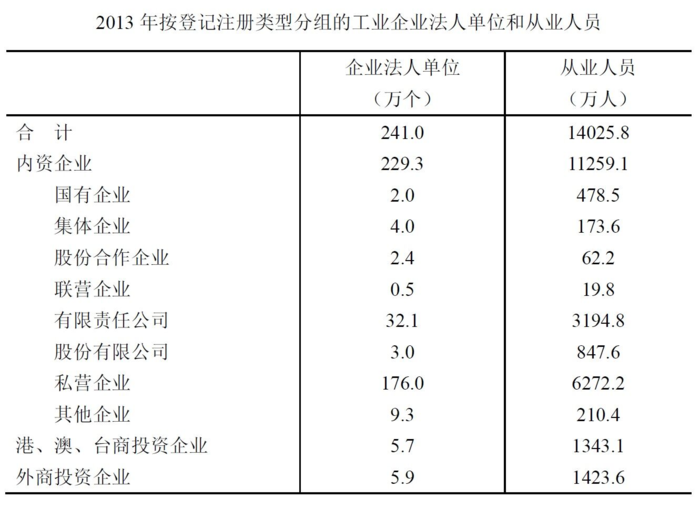 2013 年按登记注册类型分组的工业企业法人单位和从业人员
企业法人单位 从业人员
（万个） （万人）
合 计 241.0 14025.8
内资企业 229.3 11259.1
国有企业 2.0 478.5
集体企业 4.0 173.6
股份合作企业 2.4 62.2
联营企业 0.5 19.8
有限责任公司 32.1 3194.8
股份有限公司 3.0 847.6
私营企业 176.0 6272.2
其他企业 9.3 210.4
港、澳、台商投资企业 5.7 1343.1
外商投资企业 5.9 1423.6